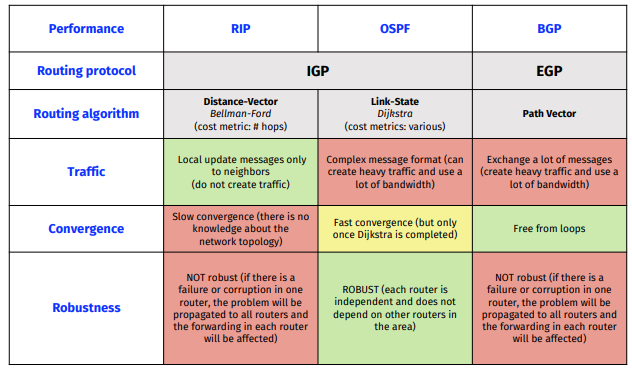 Performance
RIP
OSPF
BGP
Routing protocol
IGP
EGP
Routing algorithm
Distance-Vector
Bellman-Ford
(cost metric: # hops)
Link-State
Dijkstra
(cost metrics: various)
Path Vector
Traffic
Local update messages only
to neighbors
(do not create traffic)
Complex message format (can
create heavy traffic and use a
lot of bandwidth)
Exchange a lot of messages
(create heavy traffic and use a
lot of bandwidth)
Convergence
Slow convergence (there is no
knowledge about the
network topology)
Fast convergence (but only
once Dijkstra is completed)
Free from loops
Robustness
NOT robust (if there is a
failure or corruption in one
router, the problem will be
propagated to all routers and
the forwarding in each router
will be affected)
ROBUST (each router is
independent and does not
depend on other routers in
the area)
NOT robust (if there is a
failure or corruption in one
router, the problem will be
propagated to all routers and
the forwarding in each router
will be affected)